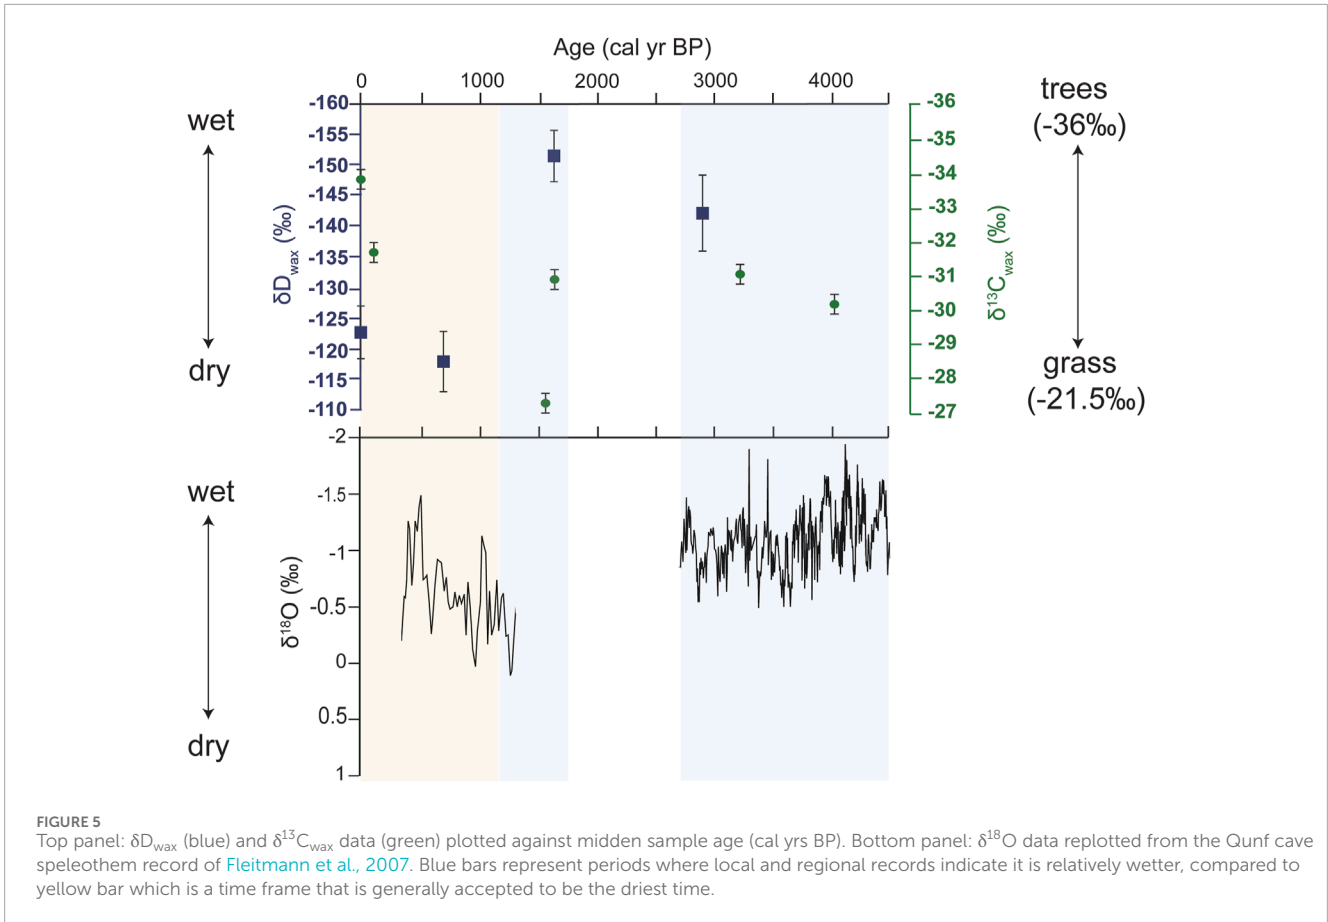 Age (cal yr BP)
0 1000 2000 3000 4000
wet
dry
-160
-155
-150
-145
-140
-135
-130
-125
-120
-115
-110
δDwax (‰)
-36
-35
-34
-33
-32
-31
-30
-29
-28
-27
δ13Cwax (‰)
trees
(-36‰)
grass
(-21.5‰)
wet
dry
-2
-1.5
-1
-0.5
0
0.5
1
δ18O (‰)
FIGURE 5
Top panel: δDwax (blue) and δ13Cwax data (green) plotted against midden sample age (cal yrs BP). Bottom panel: δ18O data replotted from the Qunf cave
speleothem record of Fleitmann et al., 2007. Blue bars represent periods where local and regional records indicate it is relatively wetter, compared to
yellow bar which is a time frame that is generally accepted to be the driest time.